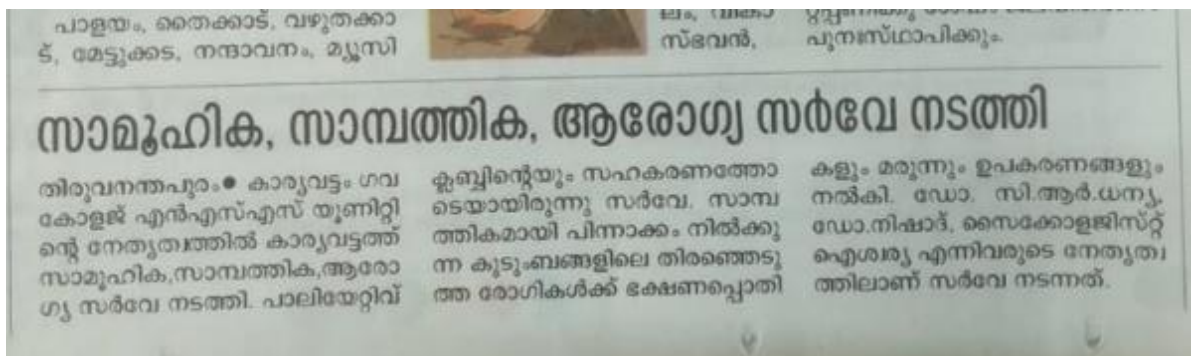 പാളയം, തൈക്കാട്, വഴുതക്കാ
ട്, മേട്ടുക്കട, നന്ദാവനം, മ്യൂസി
സ്ഭവൻ,
പുനഃസ്ഥാപിക്കും.
സാമൂഹിക, സാമ്പത്തിക, ആരോഗ്യ സർവേ നടത്തി
തിരുവനന്തപുരം● കാര്യവട്ടം ഗവ
കോളജ് എൻഎസ്എസ് യൂണിറ്റി
ന്റെ നേതൃത്വത്തിൽ കാര്യവട്ടത്ത്
സാമൂഹിക,സാമ്പത്തിക,ആരോ
ഗ്യ സർവേ നടത്തി. പാലിയേറ്റിവ്
ക്ലബ്ബിന്റെയും സഹകരണത്തോ
ടെയായിരുന്നു സർവേ. സാമ്പ
ത്തികമായി പിന്നാക്കം നിൽക്കു
ന്ന കുടുംബങ്ങളിലെ തിരഞ്ഞെടു
ത്ത രോഗികൾക്ക് ഭക്ഷണപ്പൊതി
കളും മരുന്നും ഉപകരണങ്ങളും
നൽകി. ഡോ. സി.ആർ.ധന്യ,
ഡോ.നിഷാദ്, സൈക്കോളജിസ്റ്റ്
ഐശ്വര്യ എന്നിവരുടെ നേതൃത്വ
ത്തിലാണ് സർവേ നടന്നത്.